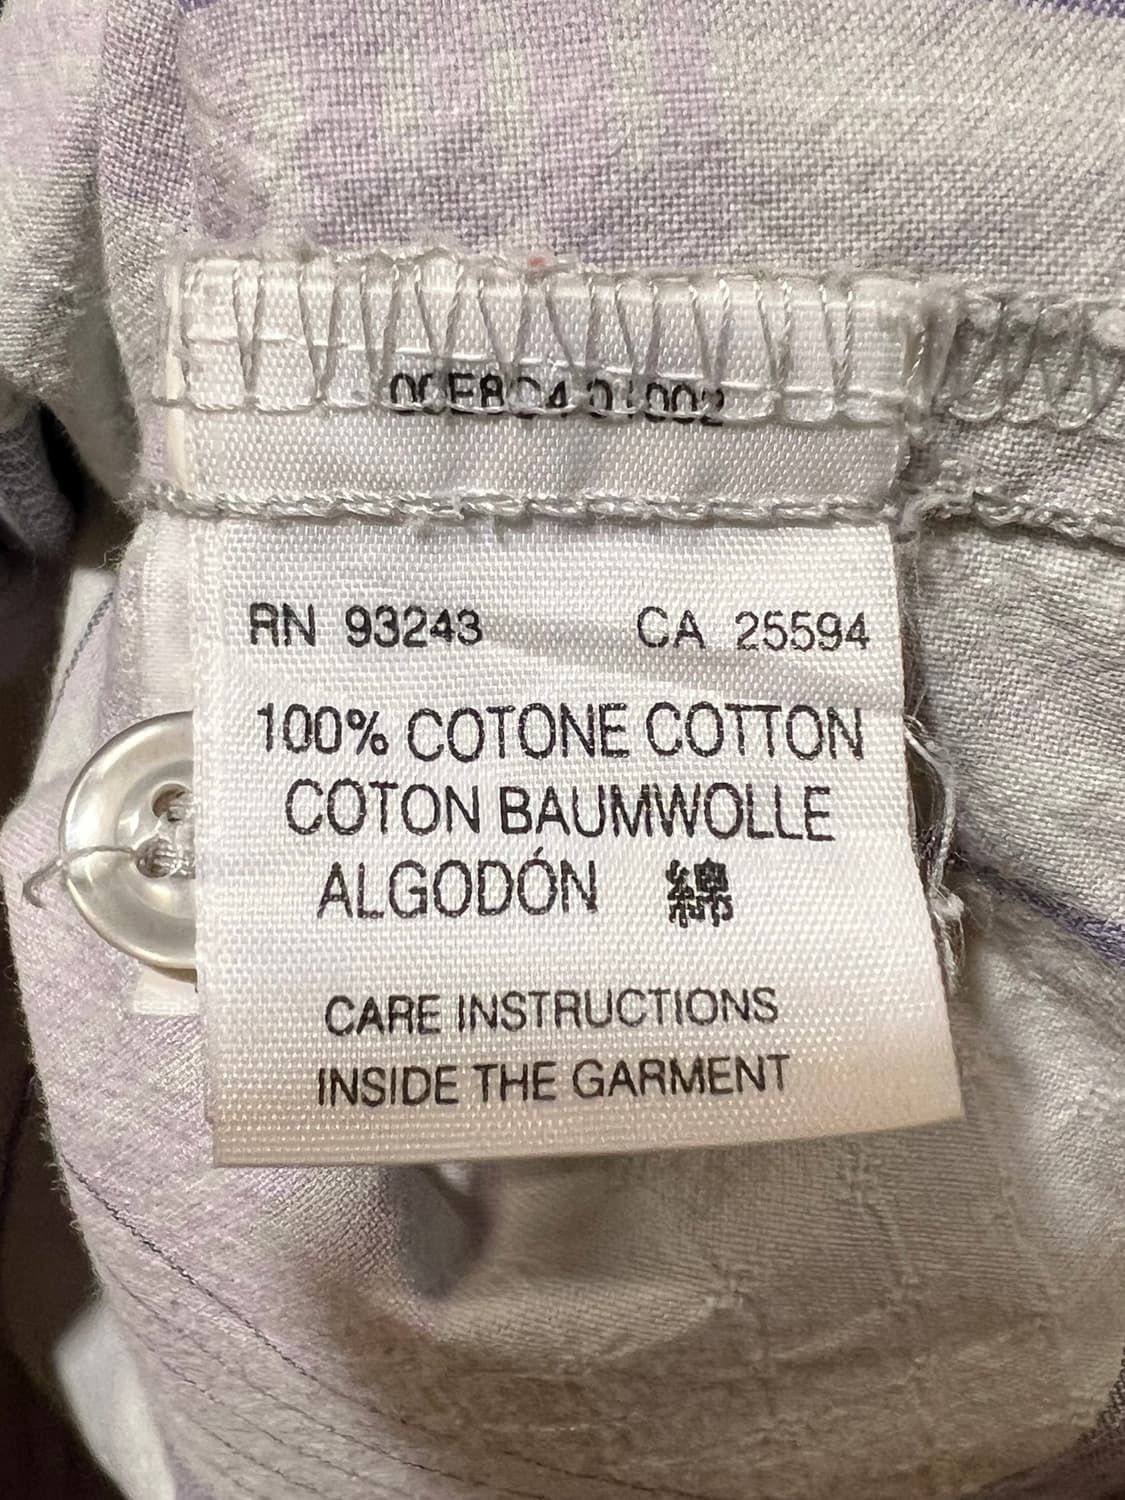 RN 93243 CA 25594
100% COTONE COTTON
COTON BAUMWOLLE
ALGODÓN 綿
CARE INSTRUCTIONS
INSIDE THE GARMENT